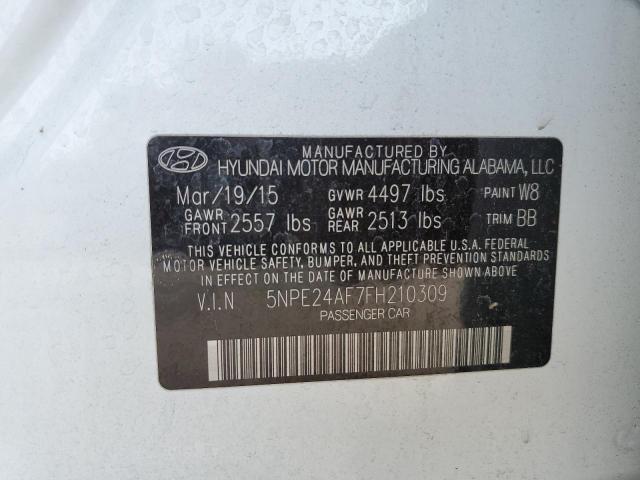 MANUFACTURED BY
HYUNDAI MOTOR MANUFACTURING ALABAMA, LLC
Mar/19/15 GVWR 4497 lbs PAINT W8
GAWR FRONT 2557 lbs GAWR REAR 2513 lbs TRIM BB
THIS VEHICLE CONFORMS TO ALL APPLICABLE U.S.A. FEDERAL
MOTOR VEHICLE SAFETY, BUMPER, AND THEFT PREVENTION STANDARDS
IN EFFECT ON THE DATE OF MANUFACTURE SHOWN ABOVE.
V.I.N 5NPE24AF7FH210309
PASSENGER CAR